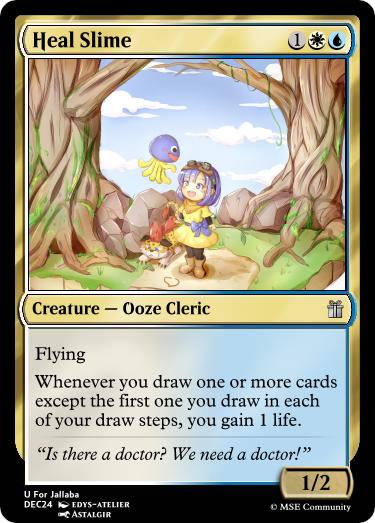 Heal Slime 1
Creature — Ooze Cleric
Flying
Whenever you draw one or more cards
except the first one you draw in each
of your draw steps, you gain 1 life.
“Is there a doctor? We need a doctor!”
1/2
U For Jallaba
DEC24 EDYS-ATELIER
ASTALGIR
© MSE Community